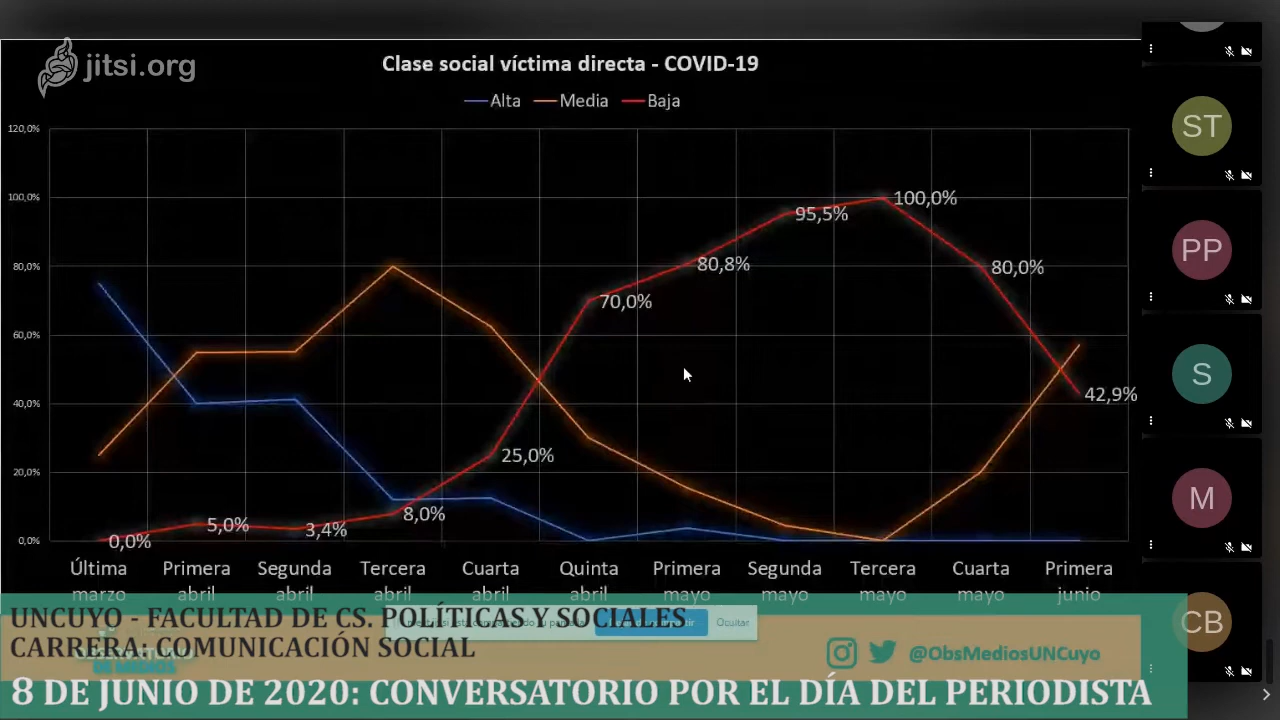 jitsi.org
Clase social víctima directa - COVID-19
Alta Media Baja
120,0%
100,0%
80,0%
60,0%
40,0%
20,0%
0,0%
0,0%
5,0%
3,4%
8,0%
25,0%
70,0%
80,8%
95,5%
100,0%
80,0%
42,9%
Última marzo
Primera abril
Segunda abril
Tercera abril
Cuarta abril
Quinta abril
Primera mayo
Segunda mayo
Tercera mayo
Cuarta mayo
Primera junio
ST
PP
S
M
CB
UNCUYO - FACULTAD DE CS. POLÍTICAS Y SOCIALES
CARRERA: COMUNICACIÓN SOCIAL
Ocultar
DE MEDIOS
@ObsMediosUNCuyo
8 DE JUNIO DE 2020: CONVERSATORIO POR EL DÍA DEL PERIODISTA